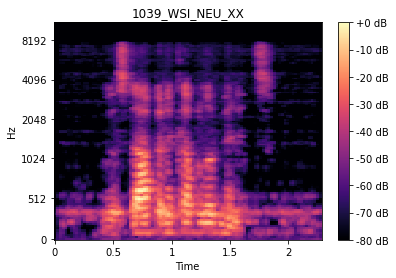 1039_WSI_NEU_XX
+0 dB
8192
-10 dB
4096
-20 dB
-30 dB
2048
Hz
-40 dB
1024
-50 dB
512
-60 dB
-70 dB
0
-80 dB
0 0.5 1 1.5 2
Time